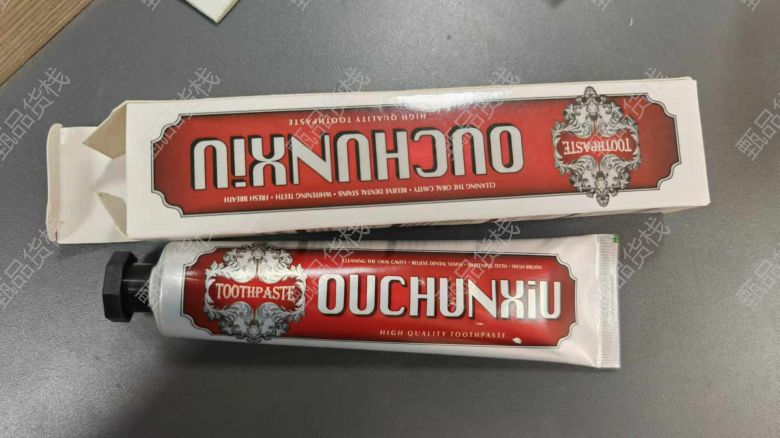 HIGH QUALITY TOOTHPASTE
OUCHUNXiU
TOOTHPASTE
CLEANING THE ORAL CAVITY • RELIEVE DENTAL STAINS • WHITENING TEETH • FRESH BREATH
CLEANING THE ORAL CAVITY • RELIEVE DENTAL STAINS • WHITENING TEETH • FRESH BREATH
TOOTHPASTE
OUCHUNXiU
HIGH QUALITY TOOTHPASTE
甄品货栈